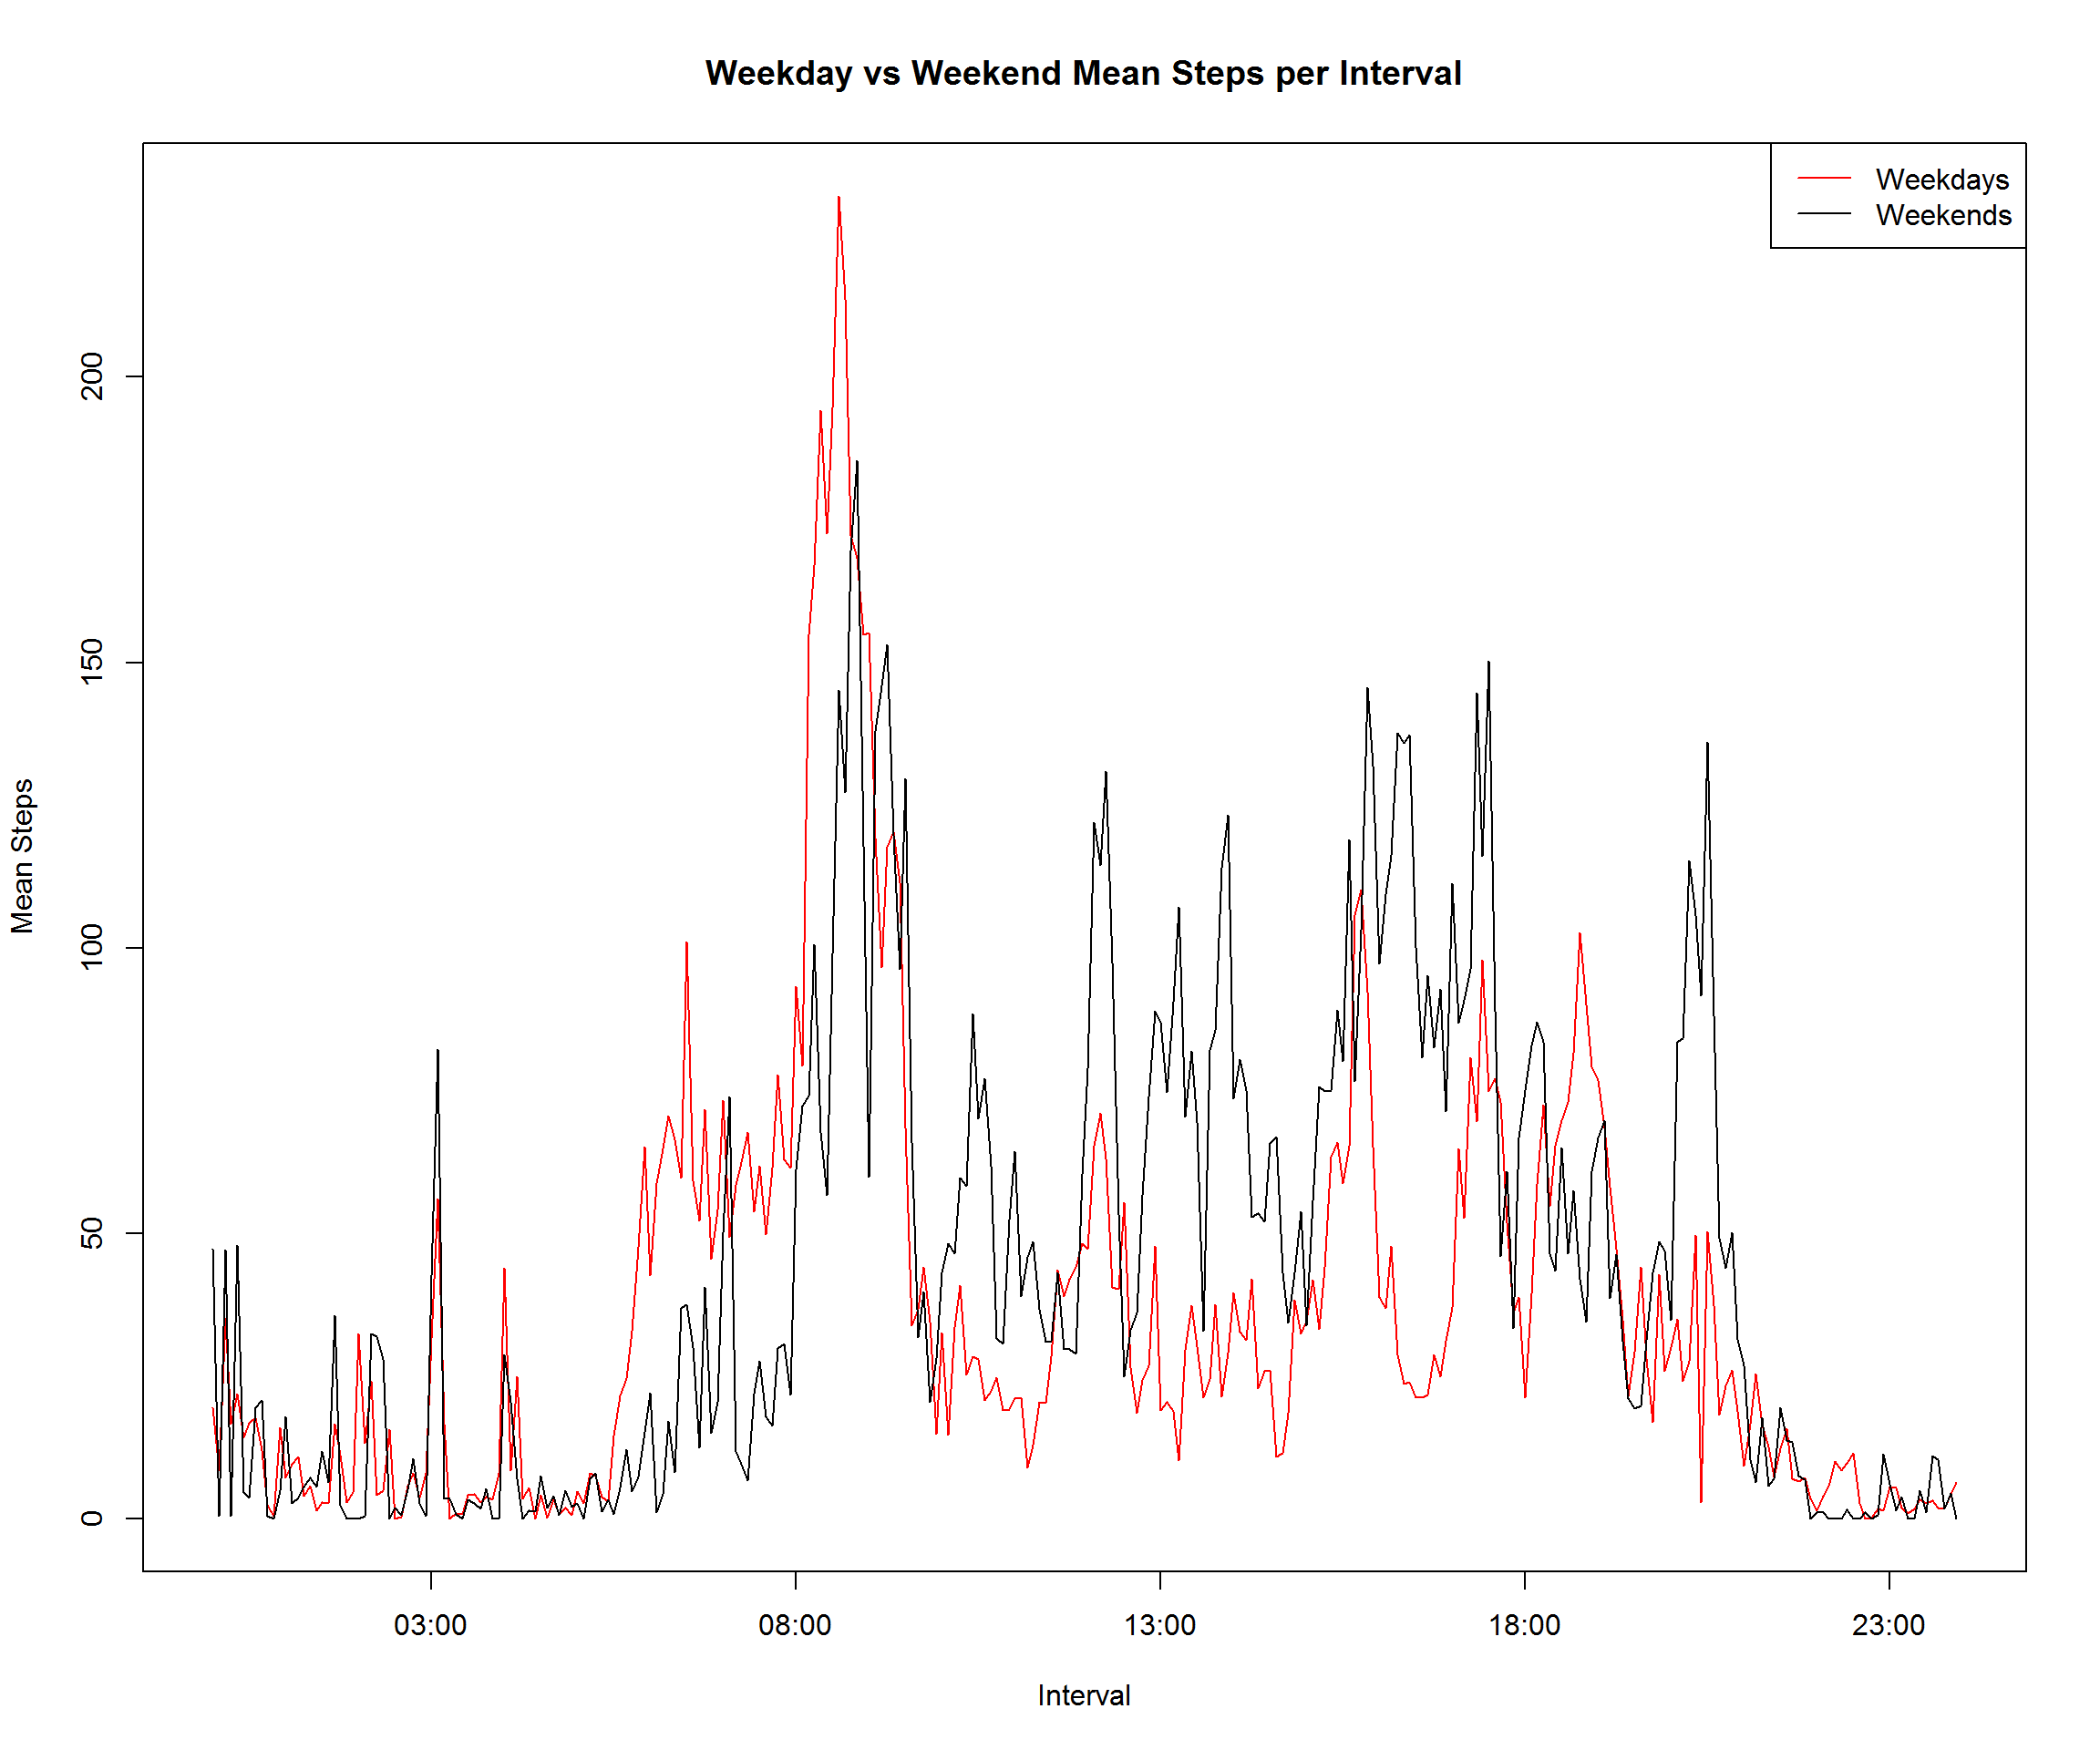 Weekday vs Weekend Mean Steps per Interval
Weekdays
Weekends
200
150
100
50
0
Mean Steps
03:00 08:00 13:00 18:00 23:00
Interval